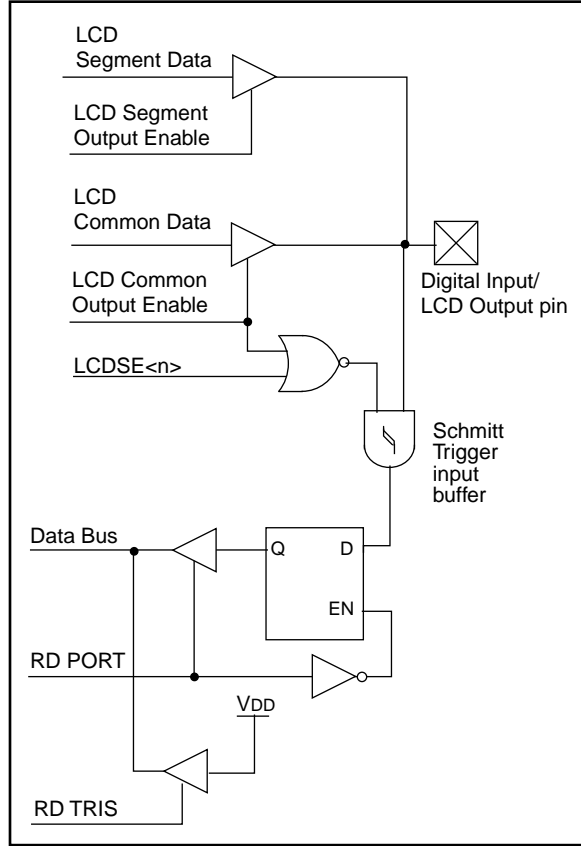 LCD
Segment Data
LCD Segment
Output Enable
LCD
Common Data
LCD Common
Output Enable
Digital Input/
LCD Output pin
LCDSE<n>
Schmitt
Trigger
input
buffer
Data Bus
Q
D
EN
RD PORT
VDD
RD TRIS